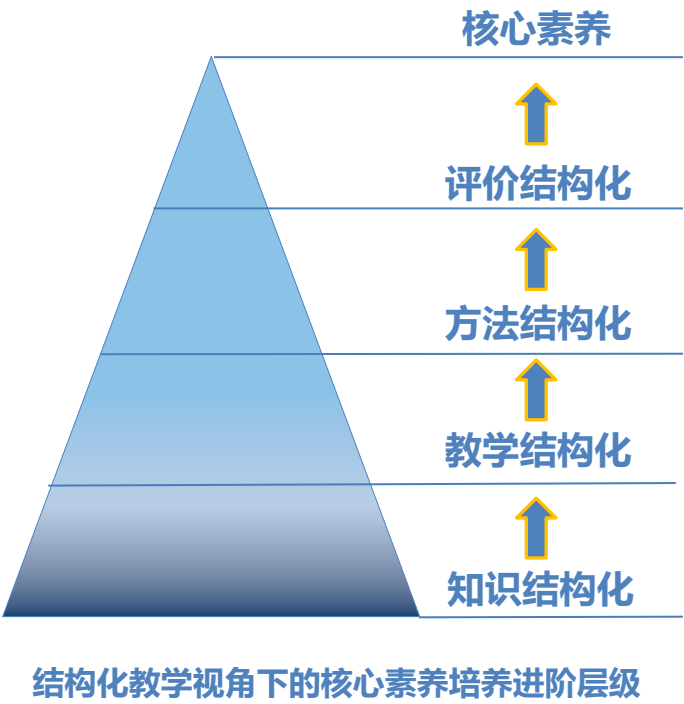 核心素养
评价结构化
方法结构化
教学结构化
知识结构化
结构化教学视角下的核心素养培养进阶层级